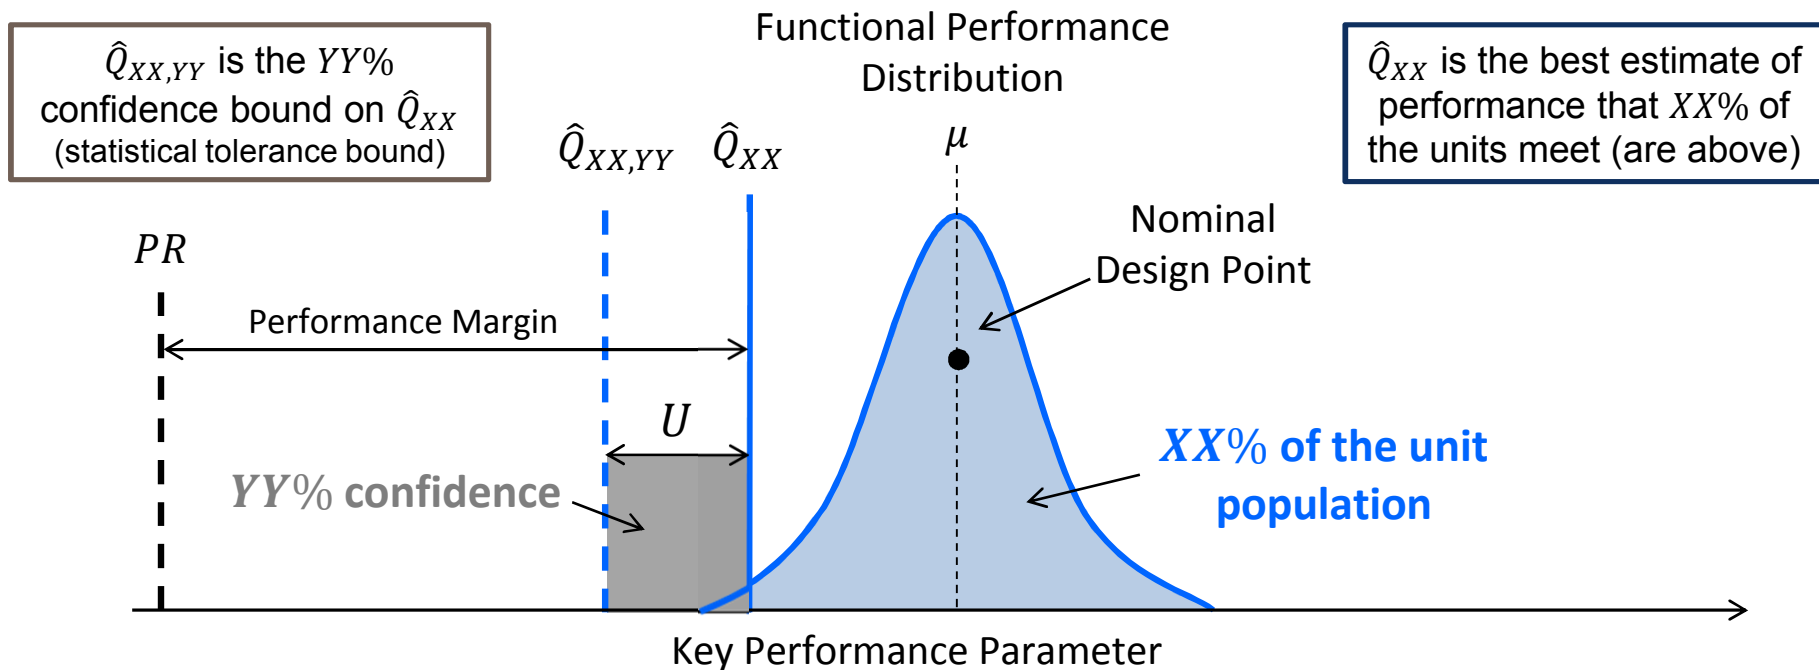 Q̂_{XX,YY} is the YY%
confidence bound on Q̂_{XX}
(statistical tolerance bound)
Functional Performance
Distribution
Q̂_{XX} is the best estimate of
performance that XX% of
the units meet (are above)
Q̂_{XX,YY}
Q̂_{XX}
μ
Nominal
Design Point
PR
Performance Margin
U
YY% confidence
XX% of the unit
population
Key Performance Parameter